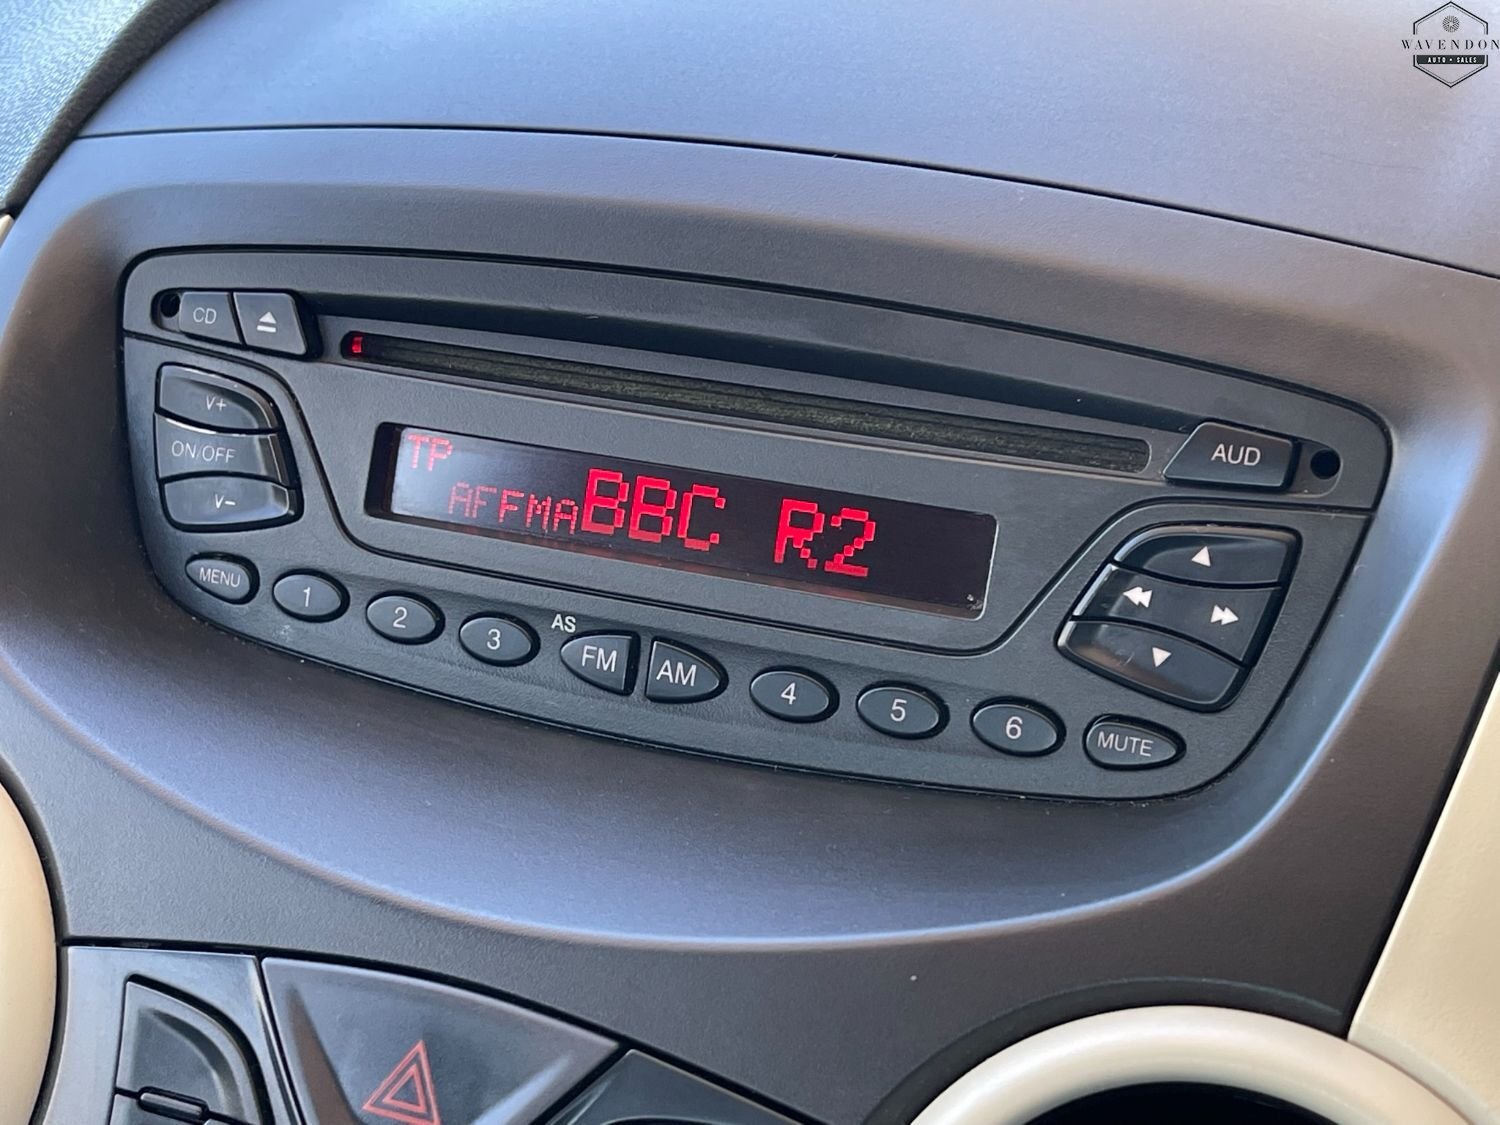 WAVENDON
AUTO • SALES
CD
V+
ON/OFF
V-
AUD
TP
AFFMA BBC R2
MENU 1 2 3 AS FM AM 4 5 6 MUTE